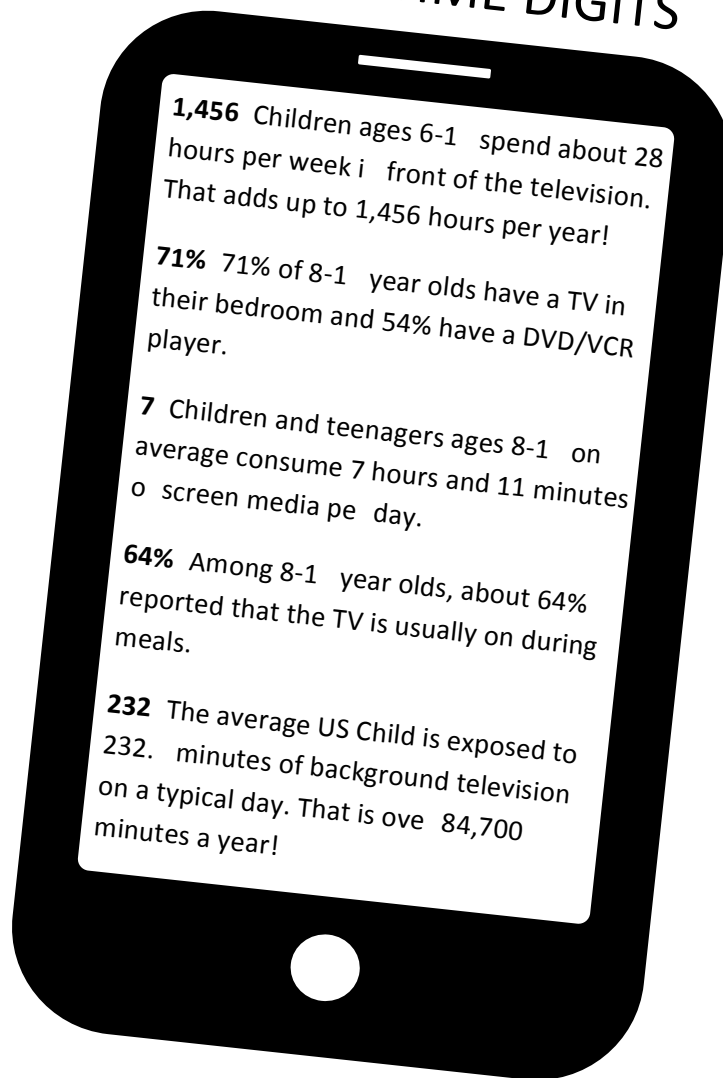 DIGITS
1,456 Children ages 6-1 spend about 28
hours per week i front of the television.
That adds up to 1,456 hours per year!
71% 71% of 8-1 year olds have a TV in
their bedroom and 54% have a DVD/VCR
player.
7 Children and teenagers ages 8-1 on
average consume 7 hours and 11 minutes
o screen media pe day.
64% Among 8-1 year olds, about 64%
reported that the TV is usually on during
meals.
232 The average US Child is exposed to
232. minutes of background television
on a typical day. That is ove 84,700
minutes a year!